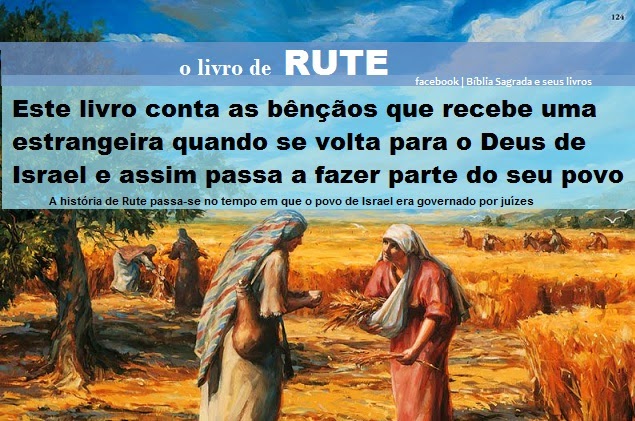 124
o livro de RUTE
facebook | Bíblia Sagrada e seus livros
Este livro conta as bênçãos que recebe uma
estrangeira quando se volta para o Deus de
Israel e assim passa a fazer parte do seu povo
A história de Rute passa-se no tempo em que o povo de Israel era governado por juízes